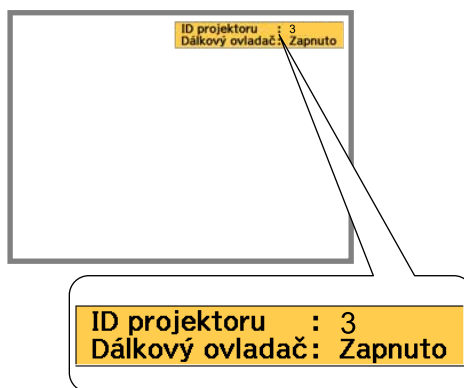 ID projektoru : 3
Dálkový ovladač: Zapnuto
ID projektoru : 3
Dálkový ovladač: Zapnuto